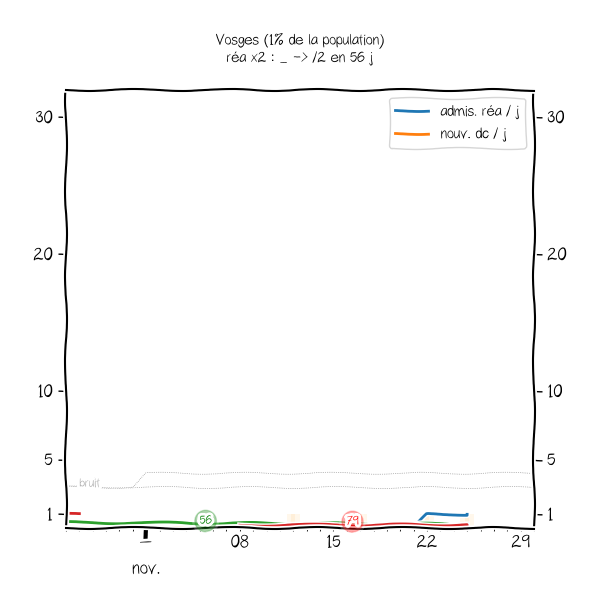 Vosges (1% de la population)
réa x2 : _ -> /2 en 56 j
admis. réa / j
nouv. dc / j
30
30
20
20
10
10
5
5
bruit
1
1
56
79
08
15
22
29
nov.